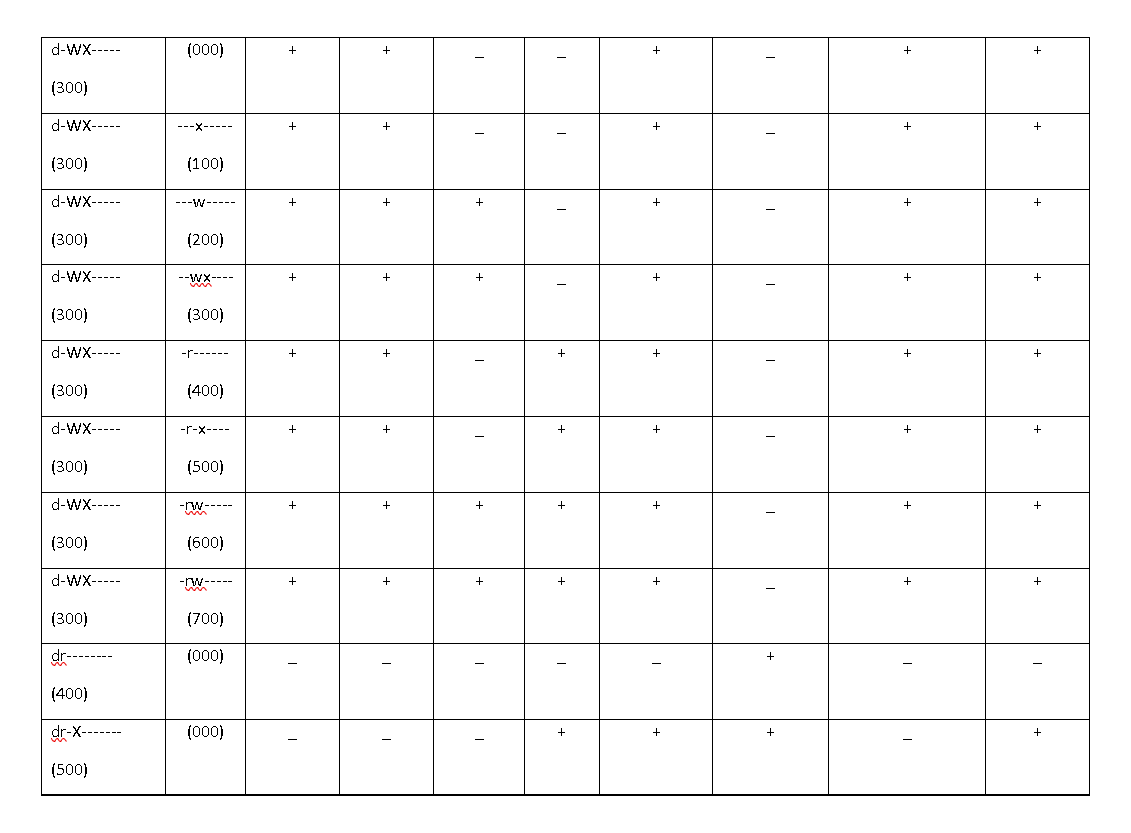 d-WX----- (000) + + _ _ + _ + +
(300)
d-WX----- ---x----- + + _ _ + _ + +
(300) (100)
d-WX----- ---w----- + + + _ + _ + +
(300) (200)
d-WX----- --wx---- + + + _ + _ + +
(300) (300)
d-WX----- -r------ + + _ + + _ + +
(300) (400)
d-WX----- -r-x---- + + _ + + _ + +
(300) (500)
d-WX----- -rw----- + + + + + _ + +
(300) (600)
d-WX----- -rw----- + + + + + _ + +
(300) (700)
dr-------- (000) _ _ _ _ _ + _ _
(400)
dr-X------- (000) _ _ _ + + + _ +
(500)